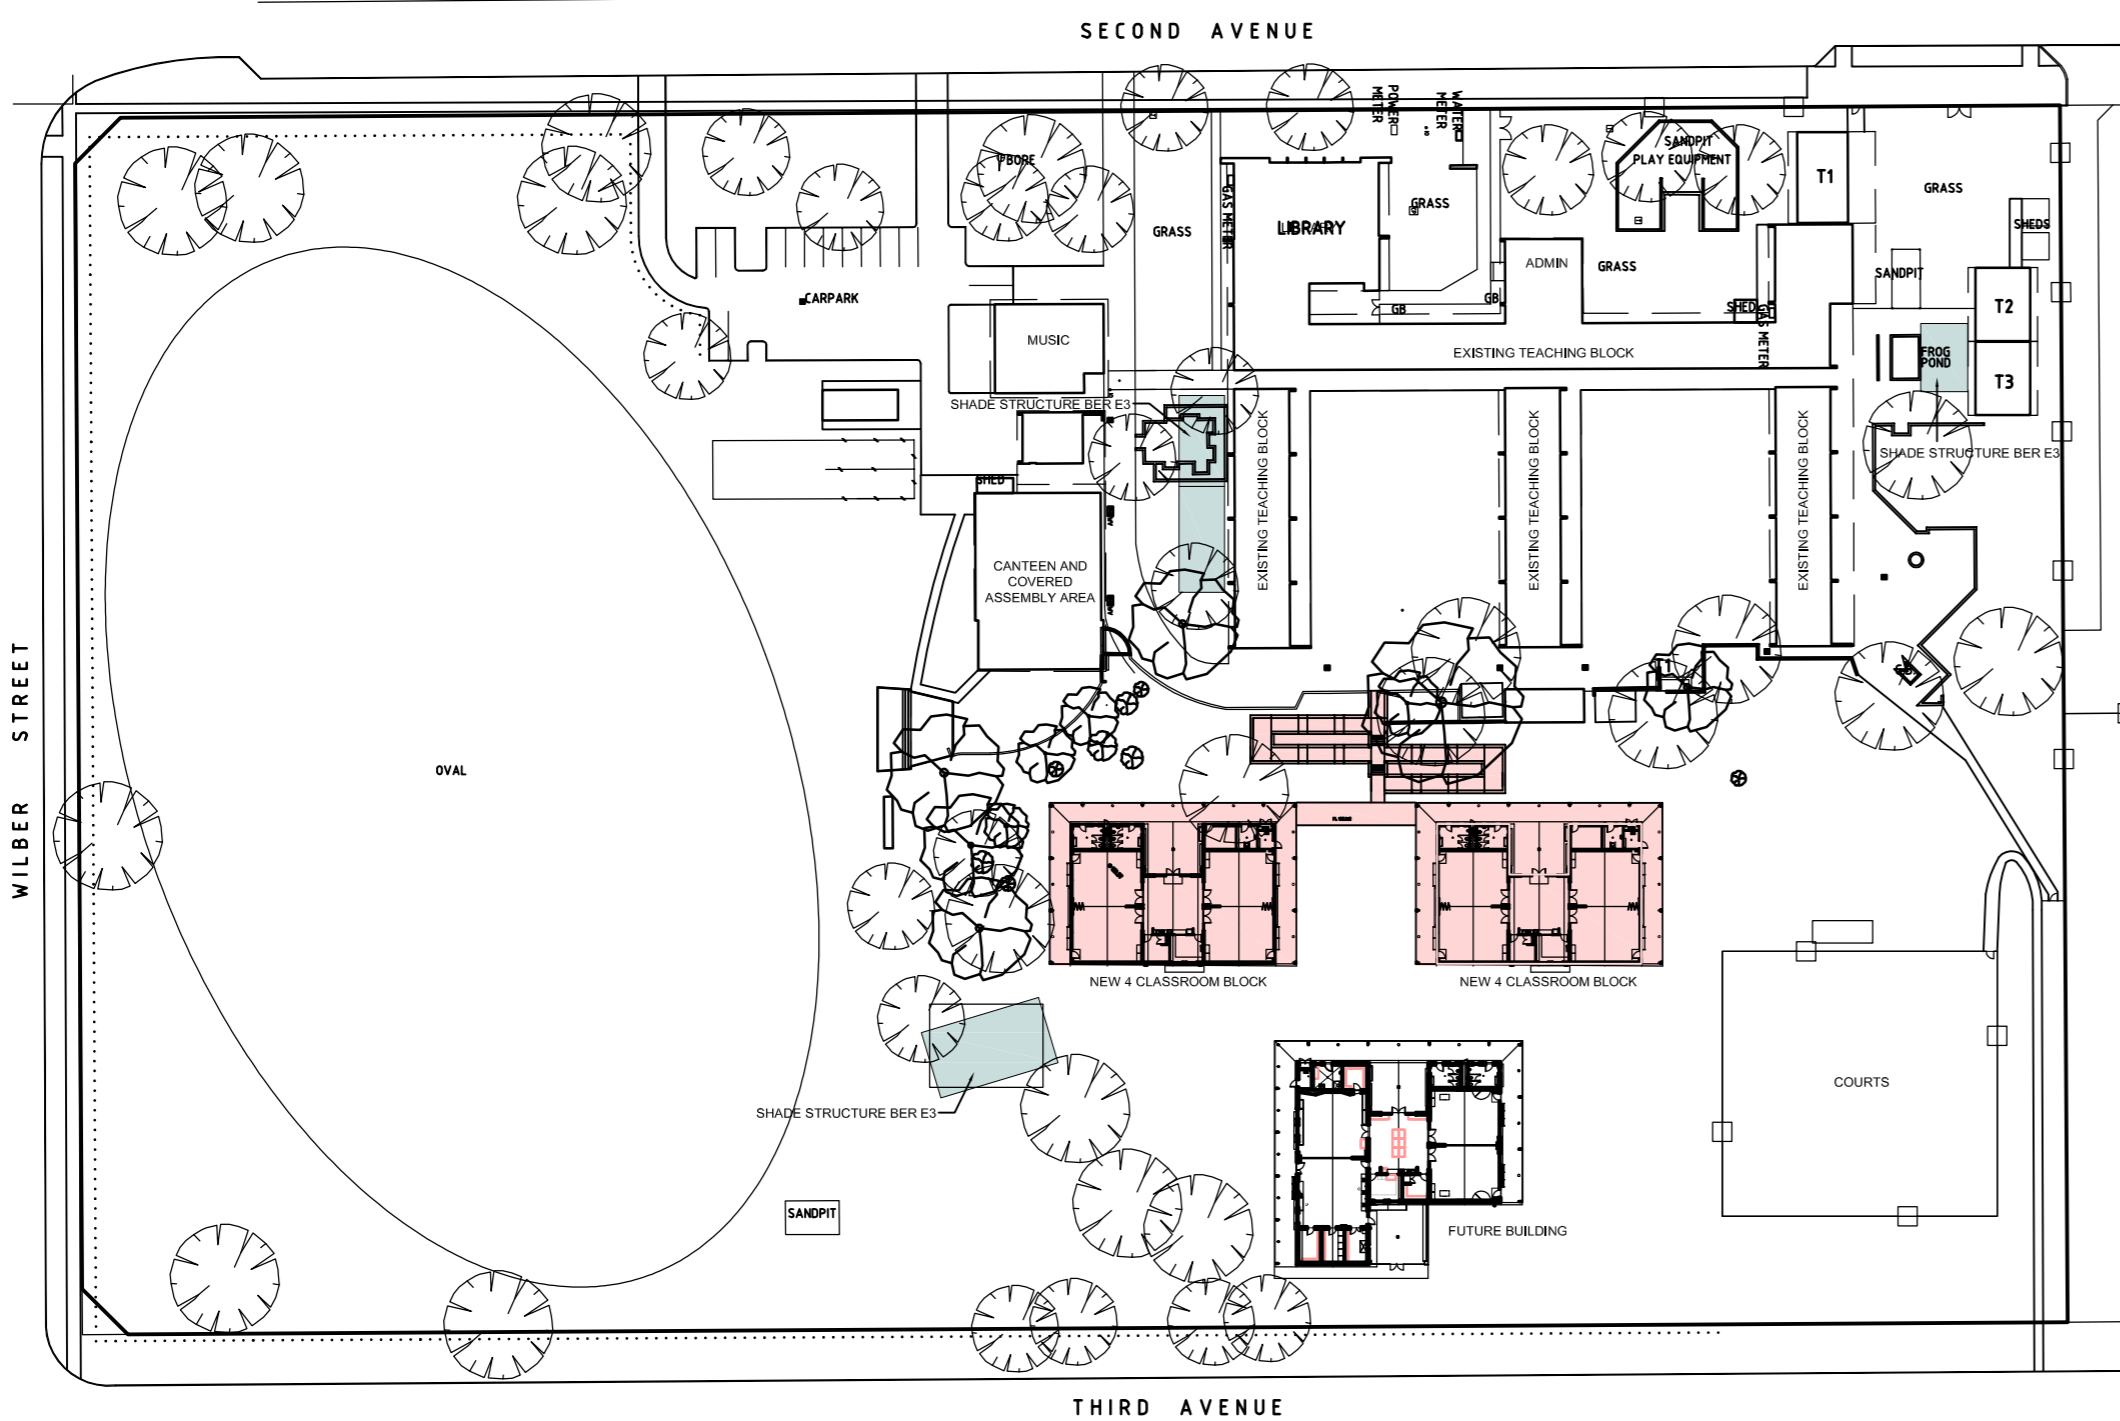 SECOND AVENUE
POWER
METER
WATER
METER
BORE
SANDPIT
PLAY EQUIPMENT
T1
GRASS
GRASS
GRASS
GAS METER
LIBRARY
SHEDS
ADMIN
GRASS
SANDPIT
CARPARK
GB
GB
SHED
GAS METER
T2
MUSIC
EXISTING TEACHING BLOCK
FROG
POND
T3
SHADE STRUCTURE BER E3
SHADE STRUCTURE BER E3
SHED
EXISTING TEACHING BLOCK
EXISTING TEACHING BLOCK
EXISTING TEACHING BLOCK
CANTEEN AND
COVERED
ASSEMBLY AREA
WILBER STREET
OVAL
NEW 4 CLASSROOM BLOCK
NEW 4 CLASSROOM BLOCK
COURTS
SHADE STRUCTURE BER E3
SANDPIT
FUTURE BUILDING
THIRD AVENUE